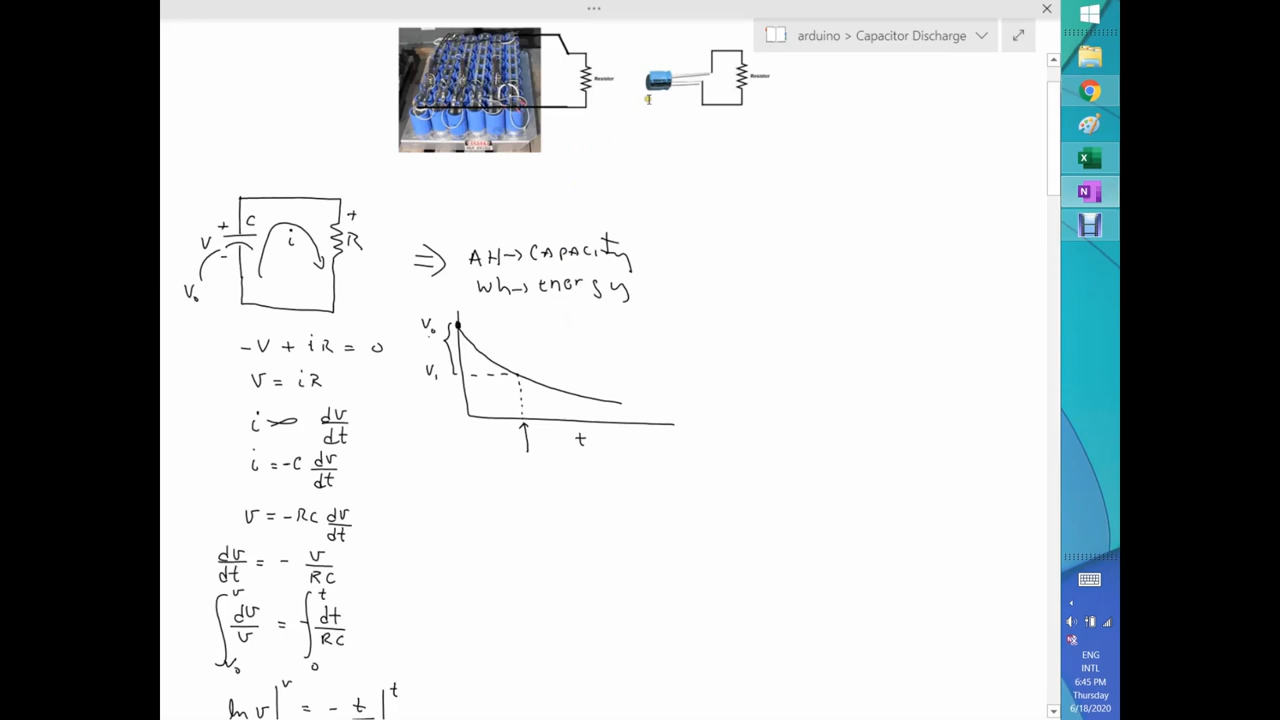 arduino > Capacitor Discharge
Resistor
Resistor
+
+
C
V
i
R
-
V₀
⇒ AH → CAPACITY
Wh → energy
V₀
V₁
t
-V + iR = 0
V = iR
i ∝ dv/dt
i = -C dv/dt
v = -RC dv/dt
dv/dt = - v/RC
∫ᵥ₀ᵛ dv/v = -∫₀ᵗ dt/RC
ln v |ᵛ = - t |ᵗ
ENG
INTL
6:45 PM
Thursday
6/18/2020